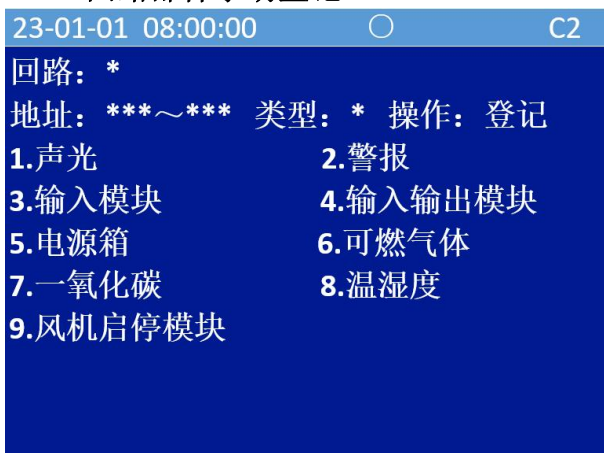 23-01-01 08:00:00 ○ C2
回路：*
地址：***～*** 类型：* 操作：登记
1.声光 2.警报
3.输入模块 4.输入输出模块
5.电源箱 6.可燃气体
7.一氧化碳 8.温湿度
9.风机启停模块